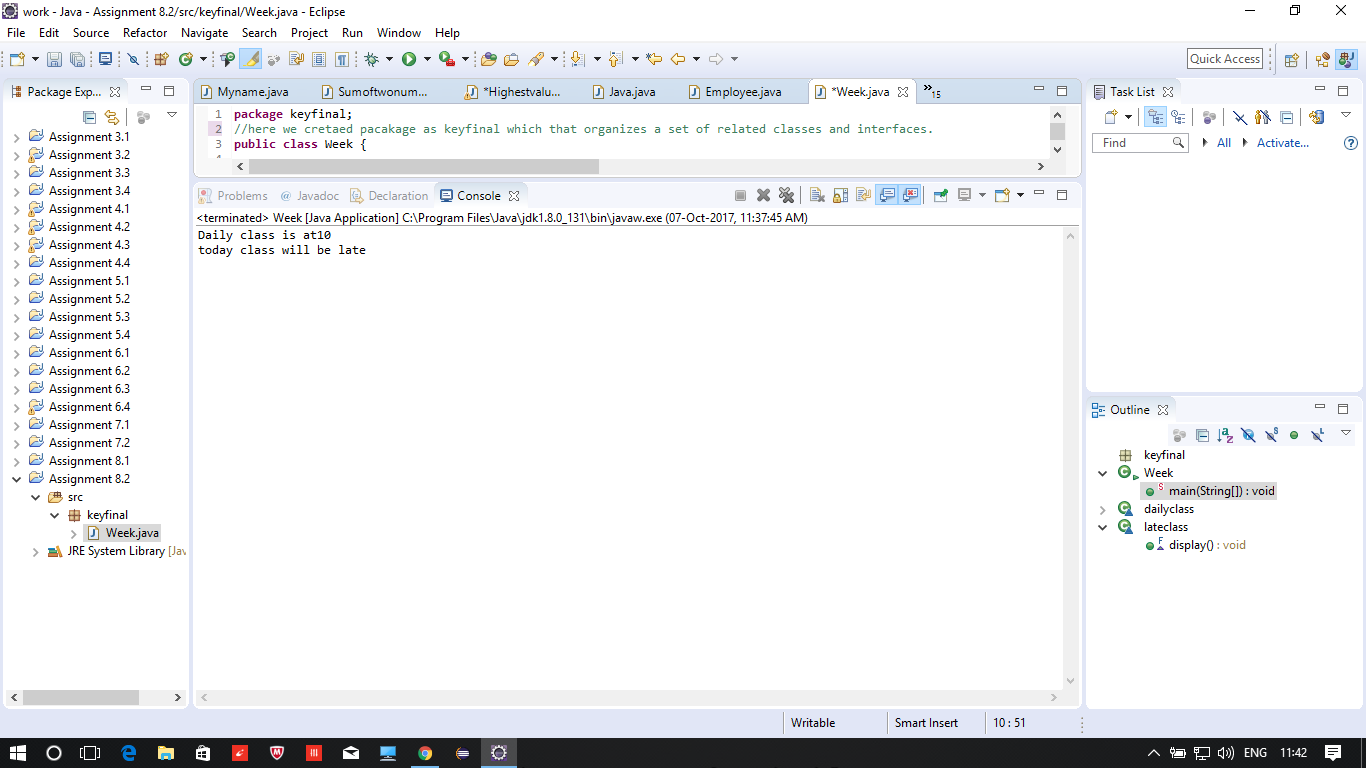 work - Java - Assignment 8.2/src/keyfinal/Week.java - Eclipse
File Edit Source Refactor Navigate Search Project Run Window Help
Quick Access
Package Exp...
Assignment 3.1
Assignment 3.2
Assignment 3.3
Assignment 3.4
Assignment 4.1
Assignment 4.2
Assignment 4.3
Assignment 4.4
Assignment 5.1
Assignment 5.2
Assignment 5.3
Assignment 5.4
Assignment 6.1
Assignment 6.2
Assignment 6.3
Assignment 6.4
Assignment 7.1
Assignment 7.2
Assignment 8.1
Assignment 8.2
src
keyfinal
Week.java
JRE System Library [Jav
Myname.java Sumoftwonum... *Highestvalu... Java.java Employee.java *Week.java »15
1 package keyfinal;
2 //here we cretaed pacakage as keyfinal which that organizes a set of related classes and interfaces.
3 public class Week {
Problems @ Javadoc Declaration Console
<terminated> Week [Java Application] C:\Program Files\Java\jdk1.8.0_131\bin\javaw.exe (07-Oct-2017, 11:37:45 AM)
Daily class is at10
today class will be late
Task List
Find All Activate...
Outline
keyfinal
Week
main(String[]) : void
dailyclass
lateclass
display() : void
Writable Smart Insert 10 : 51
ENG 11:42